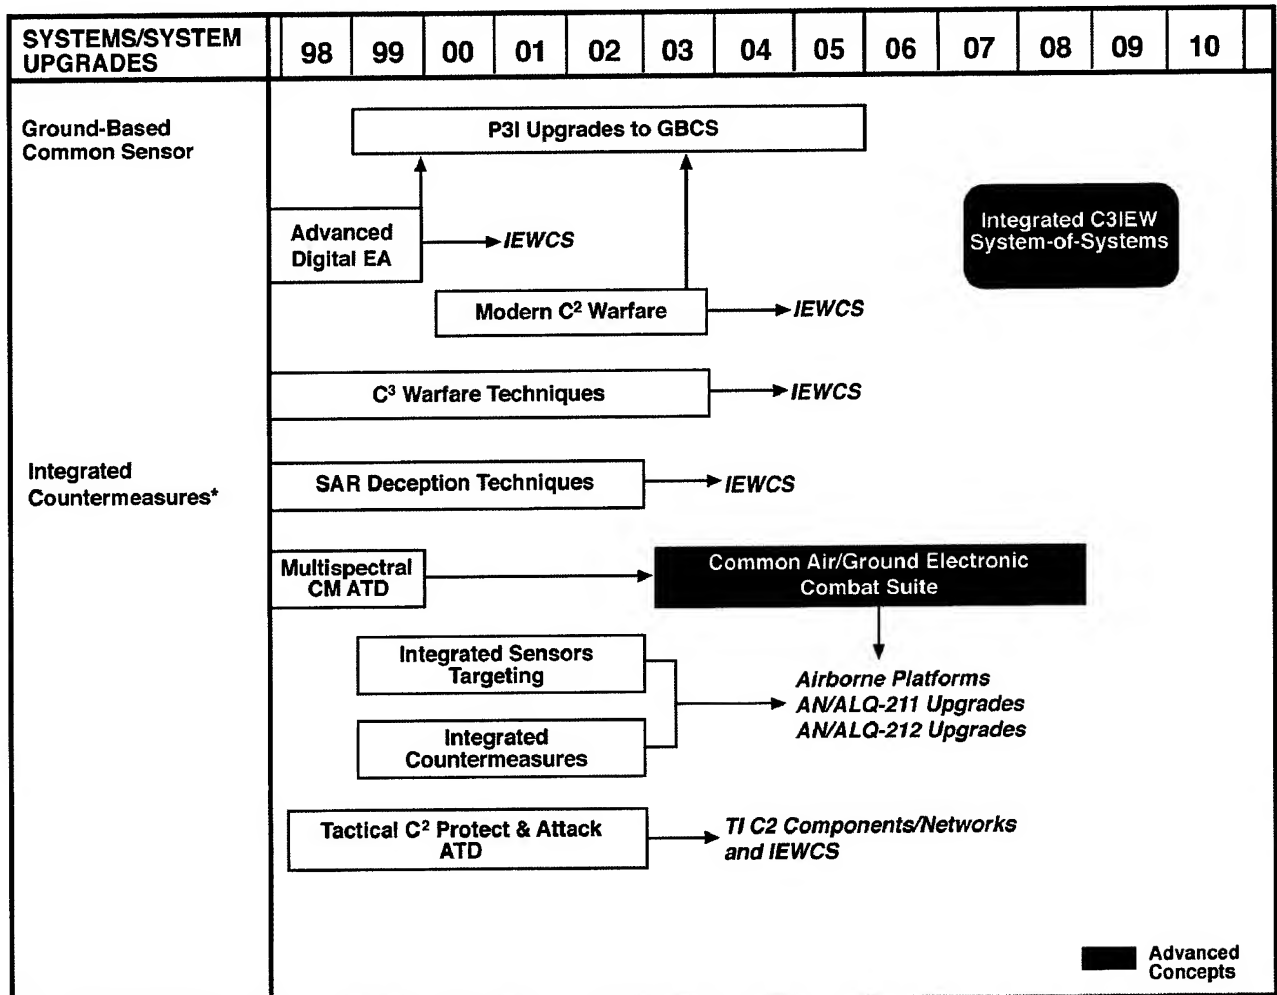 SYSTEMS/SYSTEM
UPGRADES
98 99 00 01 02 03 04 05 06 07 08 09 10
Ground-Based
Common Sensor
P3I Upgrades to GBCS
Integrated C3IEW
System-of-Systems
Advanced
Digital EA
IEWCS
Modern C² Warfare
IEWCS
C³ Warfare Techniques
IEWCS
Integrated
Countermeasures*
SAR Deception Techniques
IEWCS
Multispectral
CM ATD
Common Air/Ground Electronic
Combat Suite
Integrated Sensors
Targeting
Airborne Platforms
AN/ALQ-211 Upgrades
AN/ALQ-212 Upgrades
Integrated
Countermeasures
Tactical C² Protect & Attack
ATD
TI C2 Components/Networks
and IEWCS
Advanced
Concepts